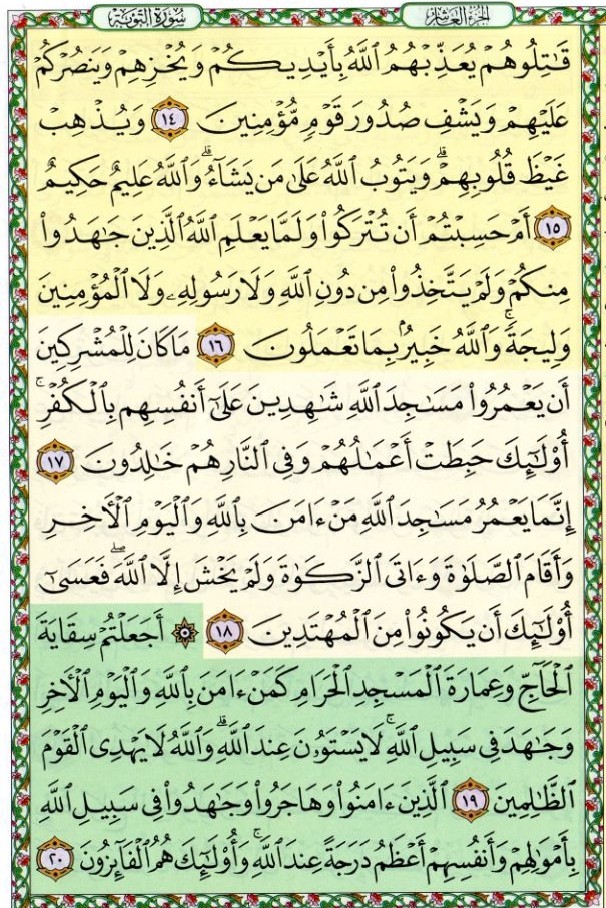 الجزء العاشر سورة التوبة
قَٰتِلُوهُمْ يُعَذِّبْهُمُ ٱللَّهُ بِأَيْدِيكُمْ وَيُخْزِهِمْ وَيَنصُرْكُمْ
عَلَيْهِمْ وَيَشْفِ صُدُورَ قَوْمٍ مُّؤْمِنِينَ ١٤ وَيُذْهِبْ
غَيْظَ قُلُوبِهِمْ ۗ وَيَتُوبُ ٱللَّهُ عَلَىٰ مَن يَشَآءُ ۗ وَٱللَّهُ عَلِيمٌ حَكِيمٌ
١٥ أَمْ حَسِبْتُمْ أَن تُتْرَكُوا۟ وَلَمَّا يَعْلَمِ ٱللَّهُ ٱلَّذِينَ جَٰهَدُوا۟
مِنكُمْ وَلَمْ يَتَّخِذُوا۟ مِن دُونِ ٱللَّهِ وَلَا رَسُولِهِۦ وَلَا ٱلْمُؤْمِنِينَ
وَلِيجَةً ۚ وَٱللَّهُ خَبِيرٌۢ بِمَا تَعْمَلُونَ ١٦ مَا كَانَ لِلْمُشْرِكِينَ
أَن يَعْمُرُوا۟ مَسَٰجِدَ ٱللَّهِ شَٰهِدِينَ عَلَىٰٓ أَنفُسِهِم بِٱلْكُفْرِ ۚ
أُو۟لَٰٓئِكَ حَبِطَتْ أَعْمَٰلُهُمْ وَفِى ٱلنَّارِ هُمْ خَٰلِدُونَ ١٧
إِنَّمَا يَعْمُرُ مَسَٰجِدَ ٱللَّهِ مَنْ ءَامَنَ بِٱللَّهِ وَٱلْيَوْمِ ٱلْءَاخِرِ
وَأَقَامَ ٱلصَّلَوٰةَ وَءَاتَى ٱلزَّكَوٰةَ وَلَمْ يَخْشَ إِلَّا ٱللَّهَ ۖ فَعَسَىٰٓ
أُو۟لَٰٓئِكَ أَن يَكُونُوا۟ مِنَ ٱلْمُهْتَدِينَ ١٨ ۞ أَجَعَلْتُمْ سِقَايَةَ
ٱلْحَآجِّ وَعِمَارَةَ ٱلْمَسْجِدِ ٱلْحَرَامِ كَمَنْ ءَامَنَ بِٱللَّهِ وَٱلْيَوْمِ ٱلْءَاخِرِ
وَجَٰهَدَ فِى سَبِيلِ ٱللَّهِ ۚ لَا يَسْتَوُۥنَ عِندَ ٱللَّهِ ۗ وَٱللَّهُ لَا يَهْدِى ٱلْقَوْمَ
ٱلظَّٰلِمِينَ ١٩ ٱلَّذِينَ ءَامَنُوا۟ وَهَاجَرُوا۟ وَجَٰهَدُوا۟ فِى سَبِيلِ ٱللَّهِ
بِأَمْوَٰلِهِمْ وَأَنفُسِهِمْ أَعْظَمُ دَرَجَةً عِندَ ٱللَّهِ ۚ وَأُو۟لَٰٓئِكَ هُمُ ٱلْفَآئِزُونَ ٢٠